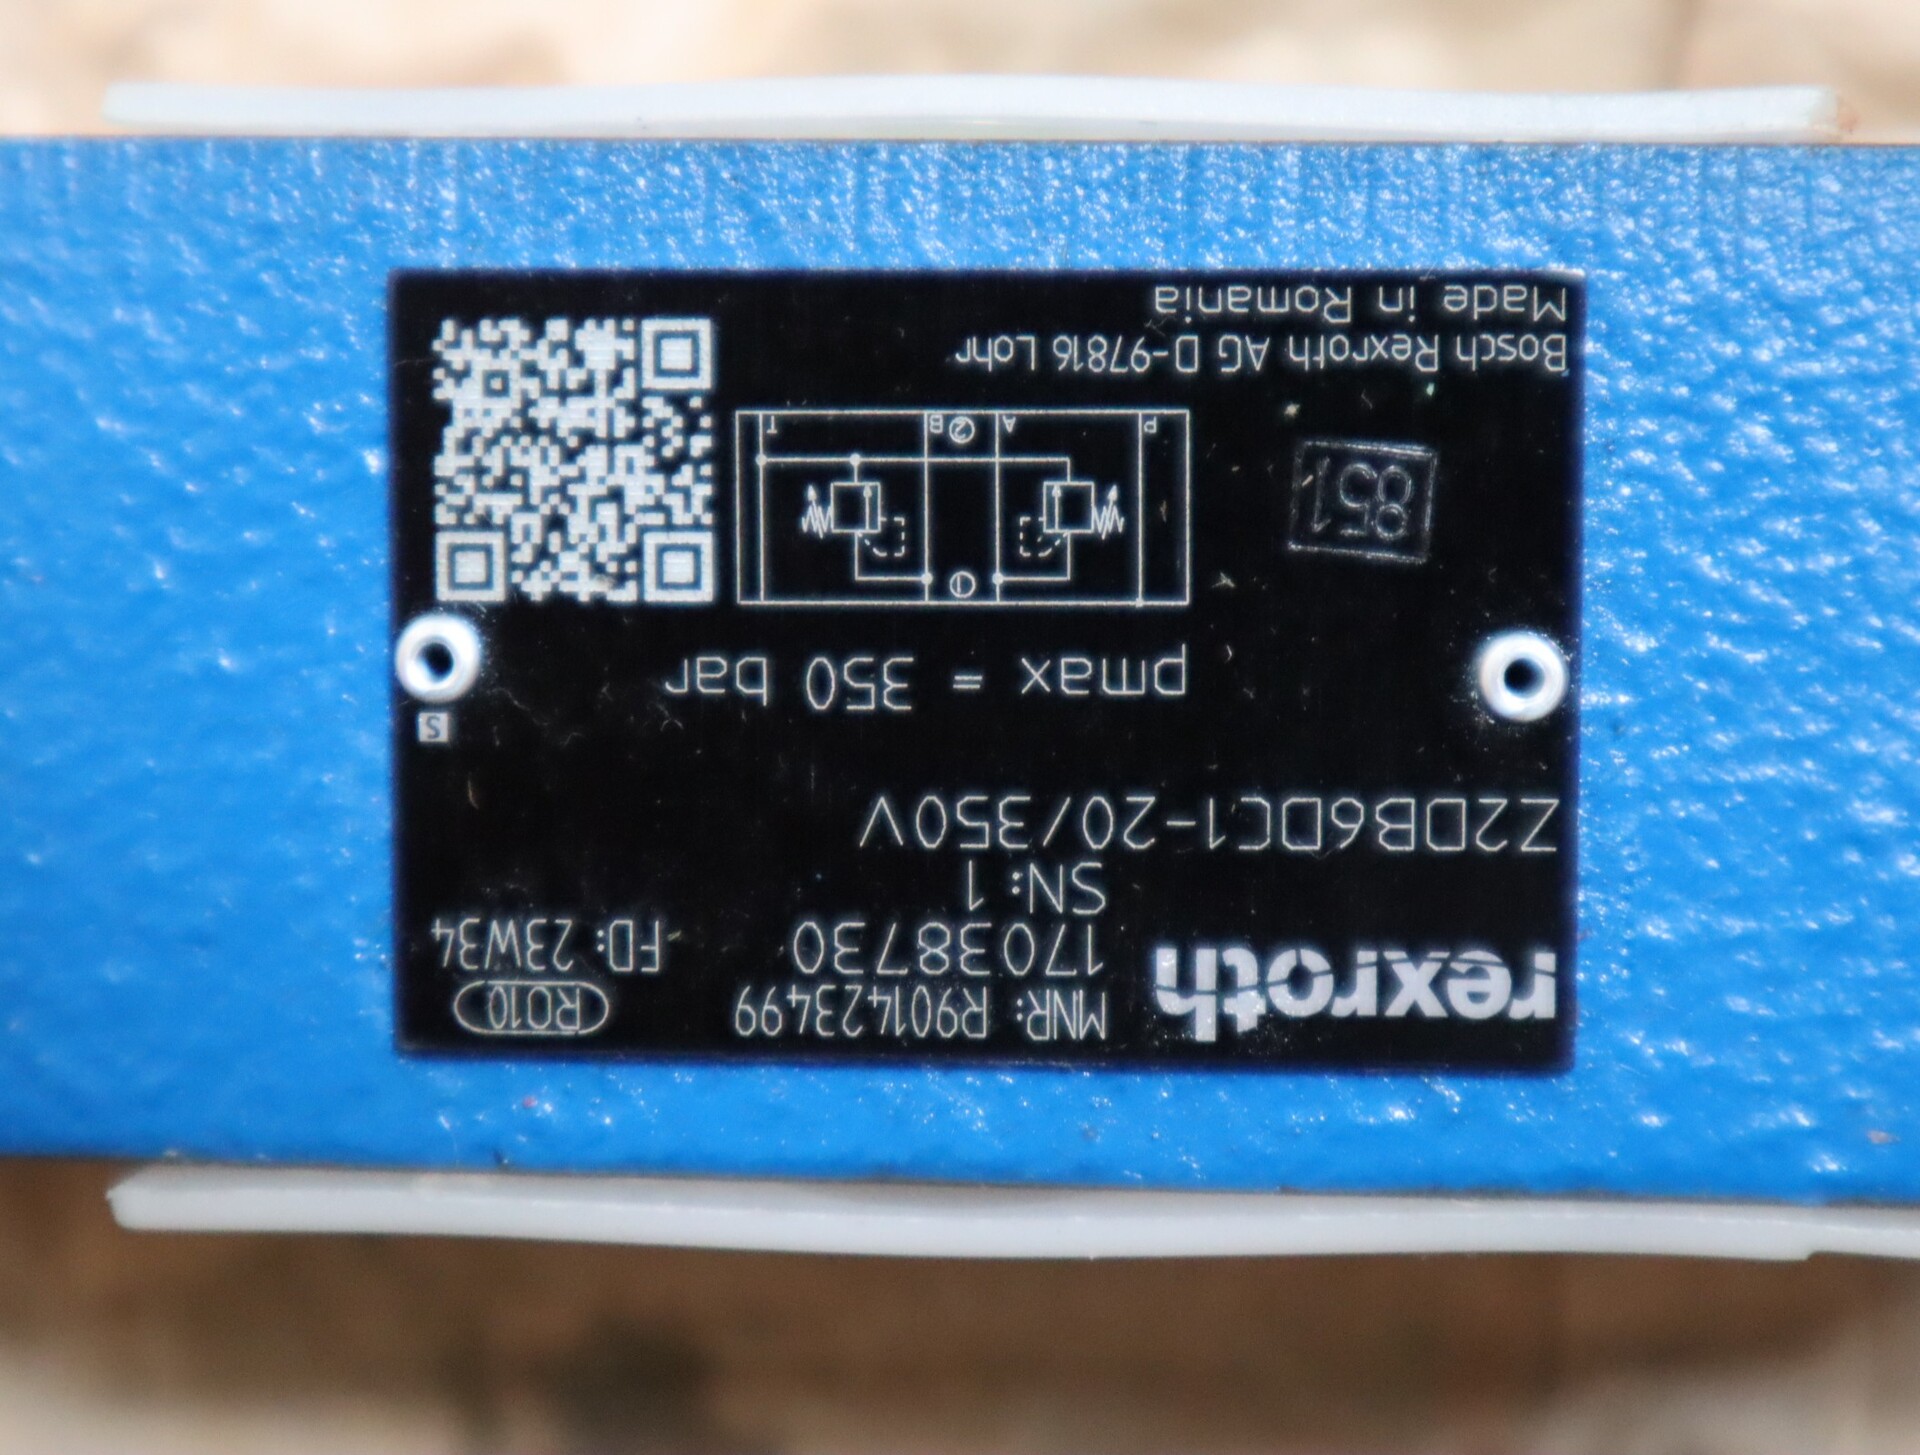 rexroth
MNR: R901423499
RO10
17038730
FD: 23W34
SN: 1
Z2DB6DC1-20/350V
S
pmax = 350 bar
1
P
A
2
B
T
851
Bosch Rexroth AG D-97816 Lohr
Made in Romania